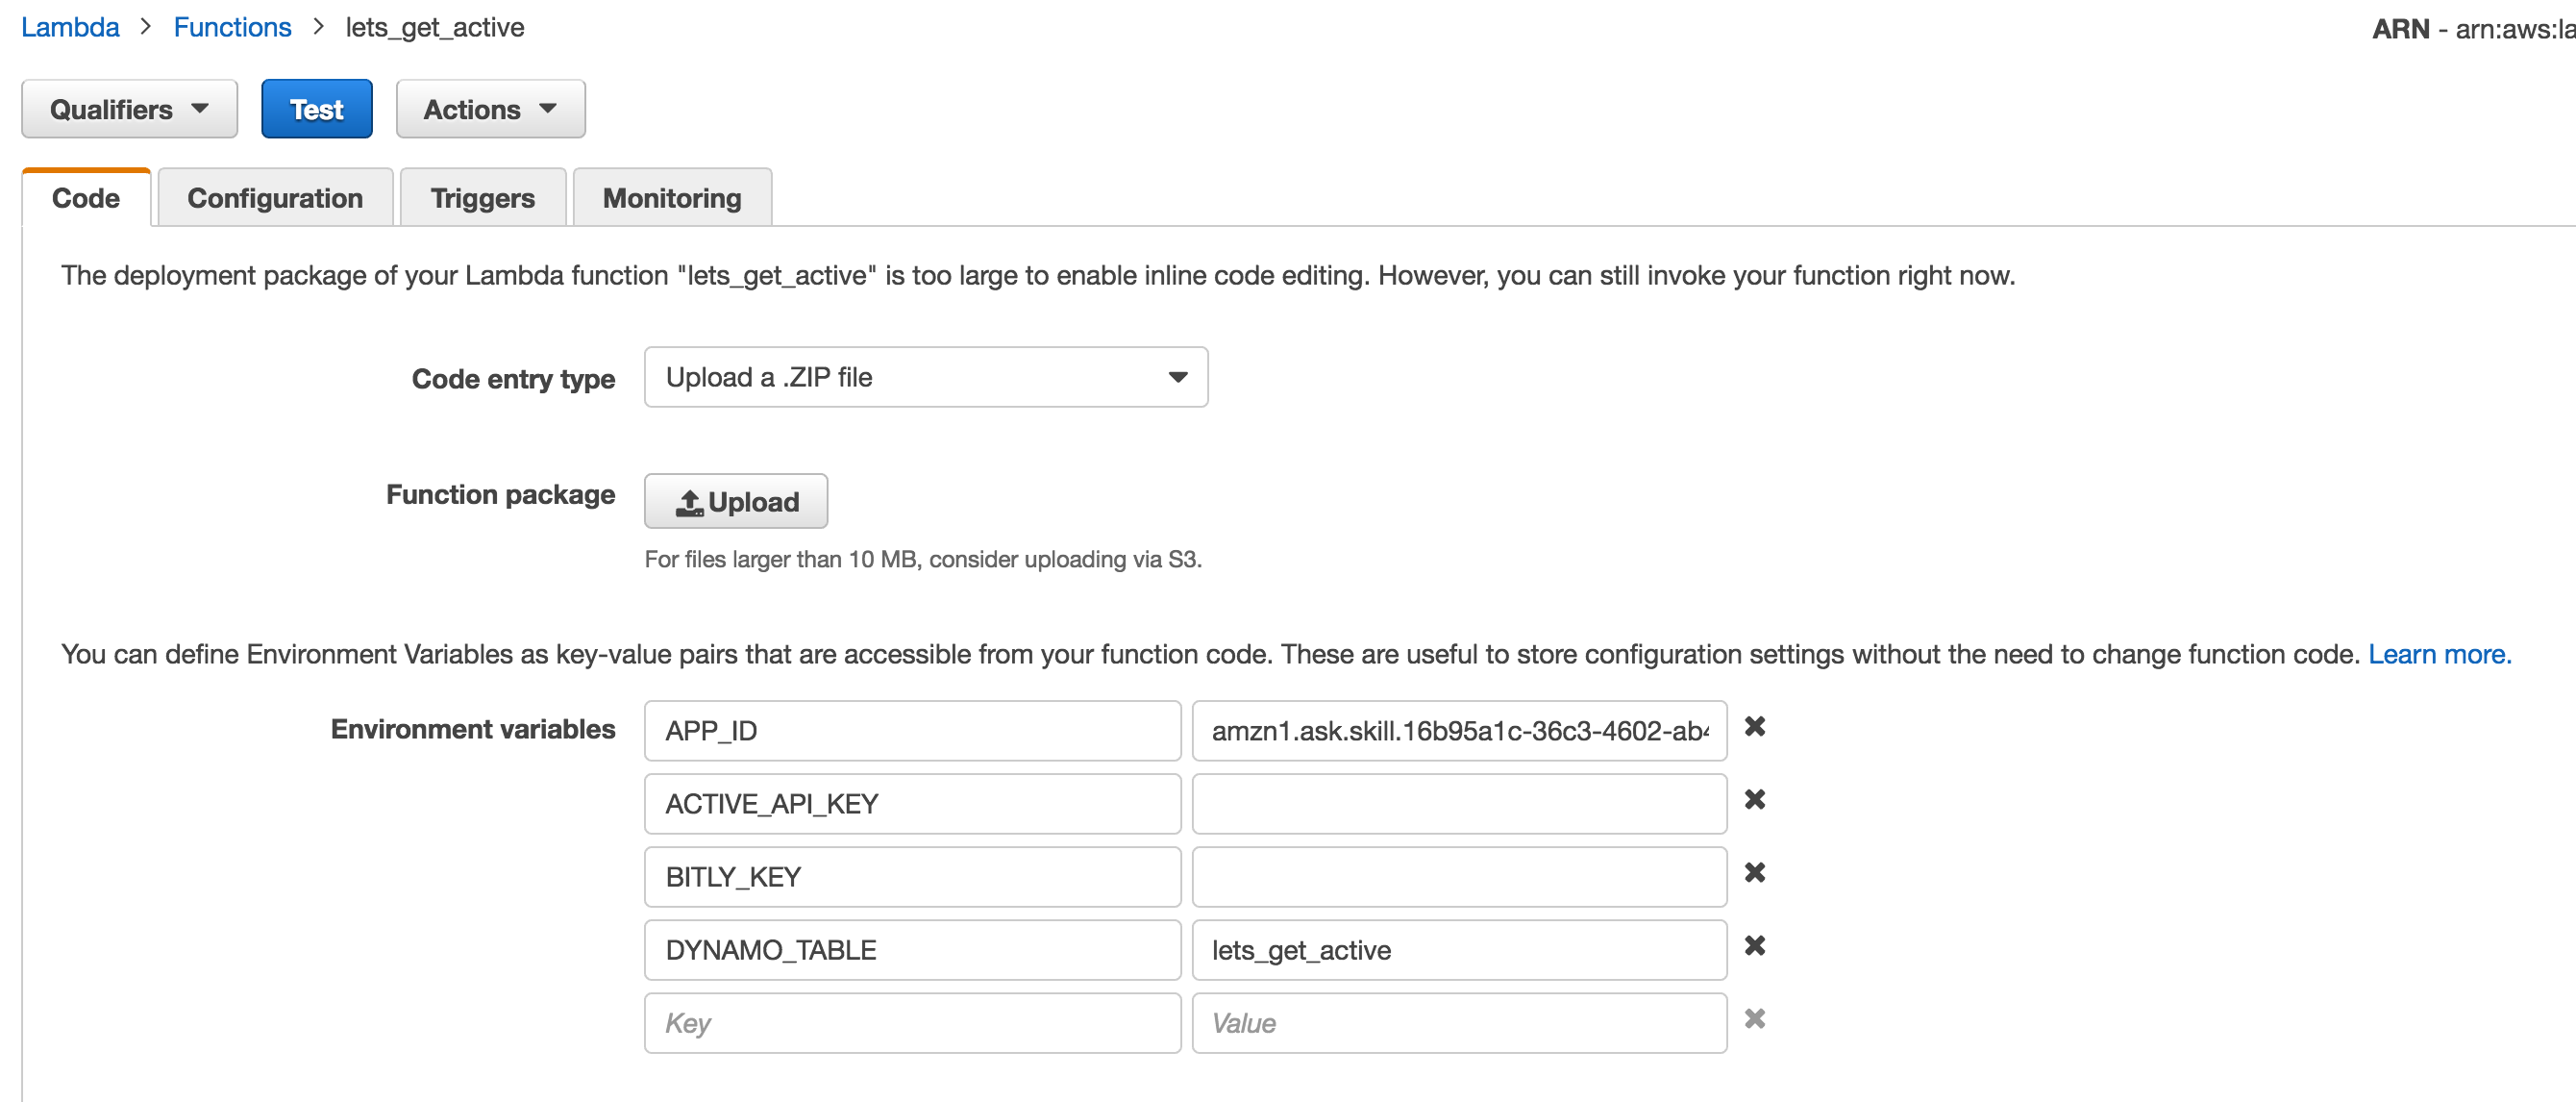 Lambda > Functions > lets_get_active
ARN - arn:aws:la
Qualifiers Test Actions
Code Configuration Triggers Monitoring
The deployment package of your Lambda function "lets_get_active" is too large to enable inline code editing. However, you can still invoke your function right now.
Code entry type Upload a .ZIP file
Function package Upload
For files larger than 10 MB, consider uploading via S3.
You can define Environment Variables as key-value pairs that are accessible from your function code. These are useful to store configuration settings without the need to change function code. Learn more.
Environment variables APP_ID amzn1.ask.skill.16b95a1c-36c3-4602-ab4
ACTIVE_API_KEY
BITLY_KEY
DYNAMO_TABLE lets_get_active
Key Value